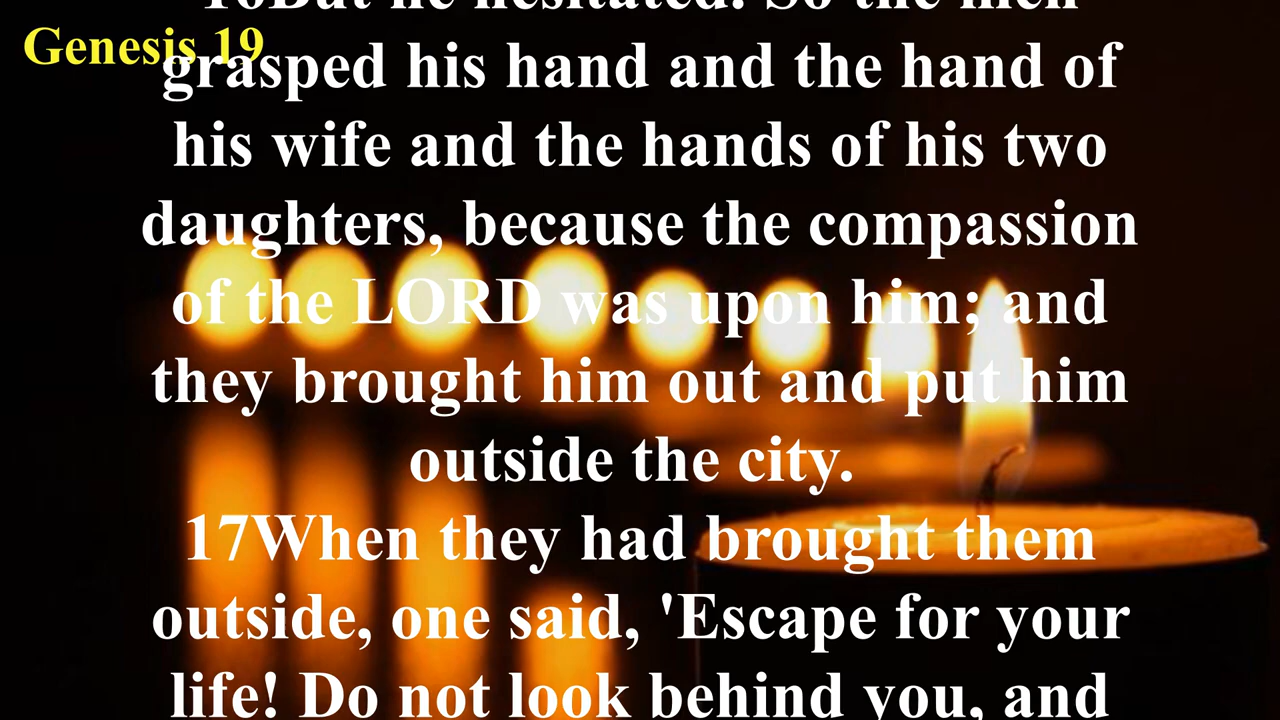 16But he hesitated. So the men
Genesis 19
grasped his hand and the hand of
his wife and the hands of his two
daughters, because the compassion
of the LORD was upon him; and
they brought him out and put him
outside the city.
17When they had brought them
outside, one said, 'Escape for your
life! Do not look behind you, and